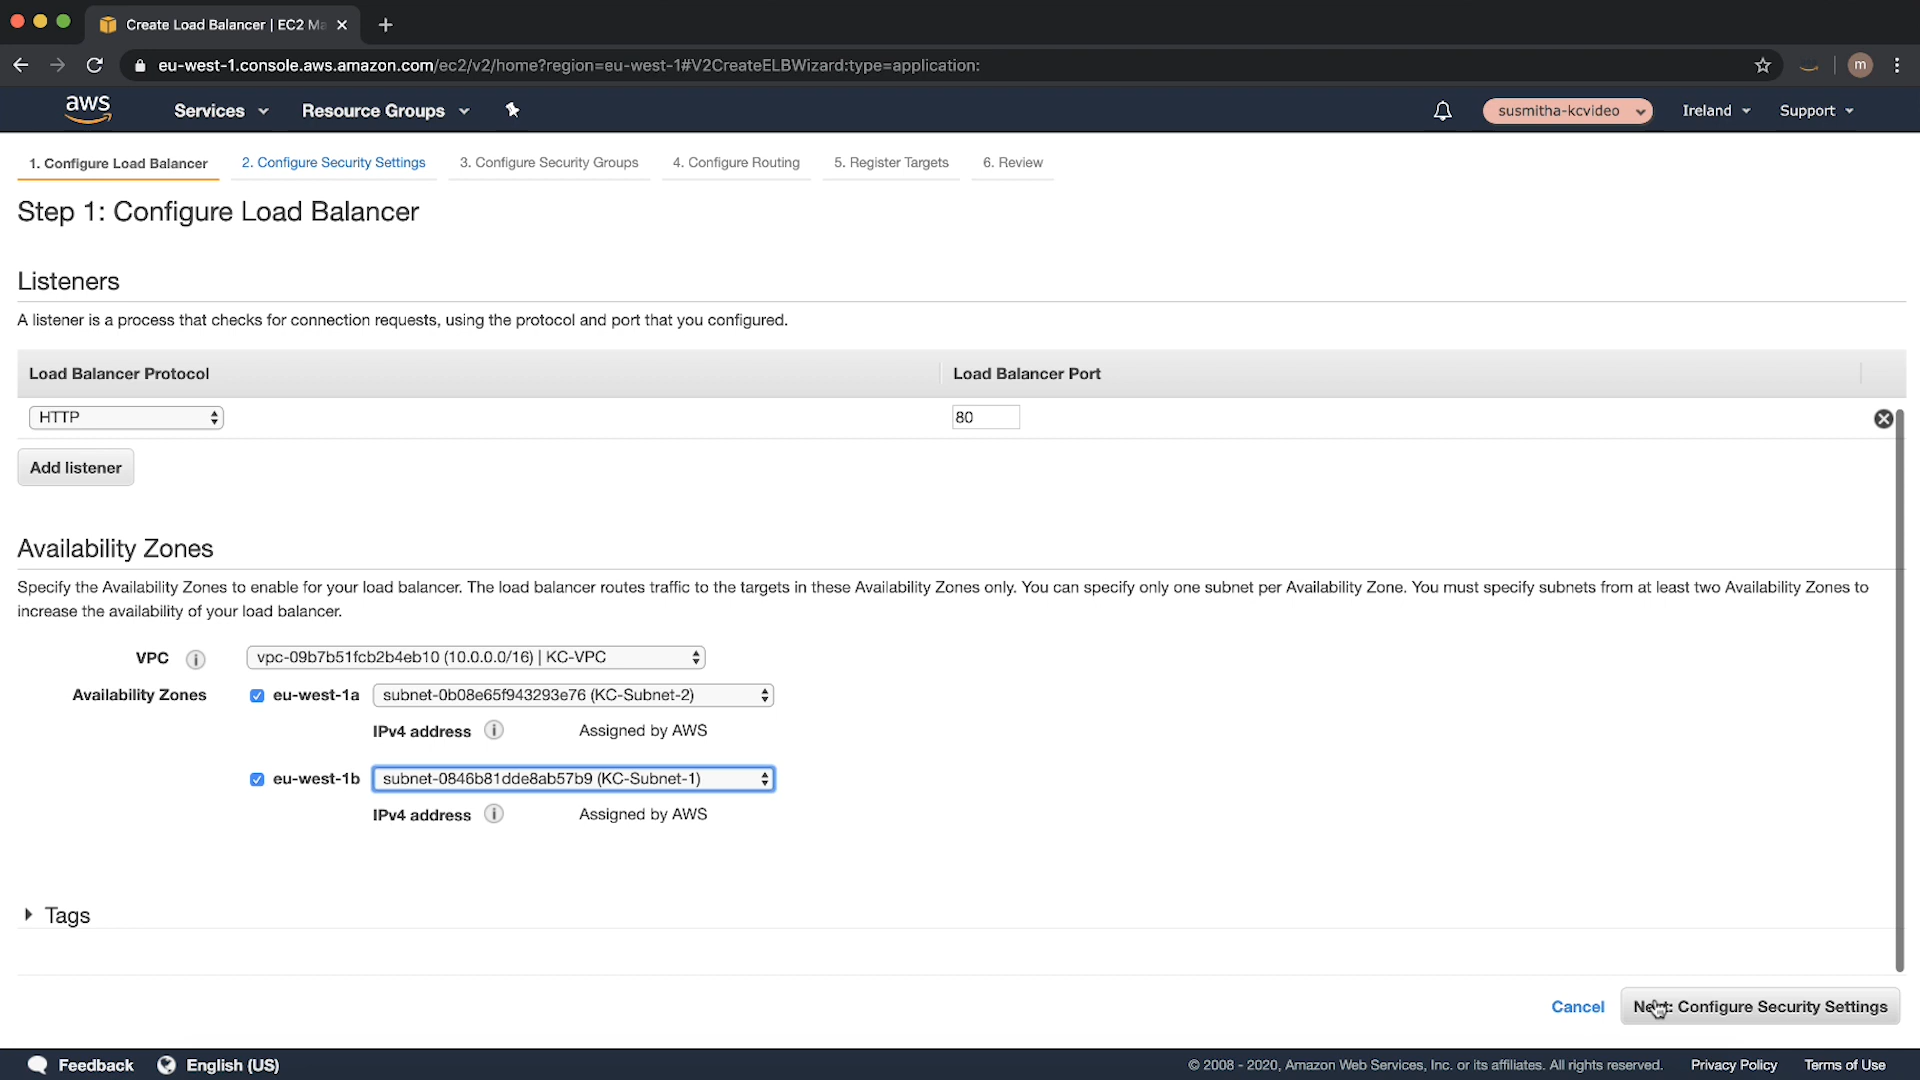 Create Load Balancer | EC2 Ma
eu-west-1.console.aws.amazon.com/ec2/v2/home?region=eu-west-1#V2CreateELBWizard:type=application:
m
aws
Services
Resource Groups
susmitha-kcvideo
Ireland
Support
1. Configure Load Balancer
2. Configure Security Settings
3. Configure Security Groups
4. Configure Routing
5. Register Targets
6. Review
Step 1: Configure Load Balancer
Listeners
A listener is a process that checks for connection requests, using the protocol and port that you configured.
Load Balancer Protocol
Load Balancer Port
HTTP
80
Add listener
Availability Zones
Specify the Availability Zones to enable for your load balancer. The load balancer routes traffic to the targets in these Availability Zones only. You can specify only one subnet per Availability Zone. You must specify subnets from at least two Availability Zones to
increase the availability of your load balancer.
VPC
i
vpc-09b7b51fcb2b4eb10 (10.0.0.0/16) | KC-VPC
Availability Zones
eu-west-1a
subnet-0b08e65f943293e76 (KC-Subnet-2)
IPv4 address
i
Assigned by AWS
eu-west-1b
subnet-0846b81dde8ab57b9 (KC-Subnet-1)
IPv4 address
i
Assigned by AWS
Tags
Cancel
Next: Configure Security Settings
Feedback
English (US)
© 2008 - 2020, Amazon Web Services, Inc. or its affiliates. All rights reserved.
Privacy Policy
Terms of Use